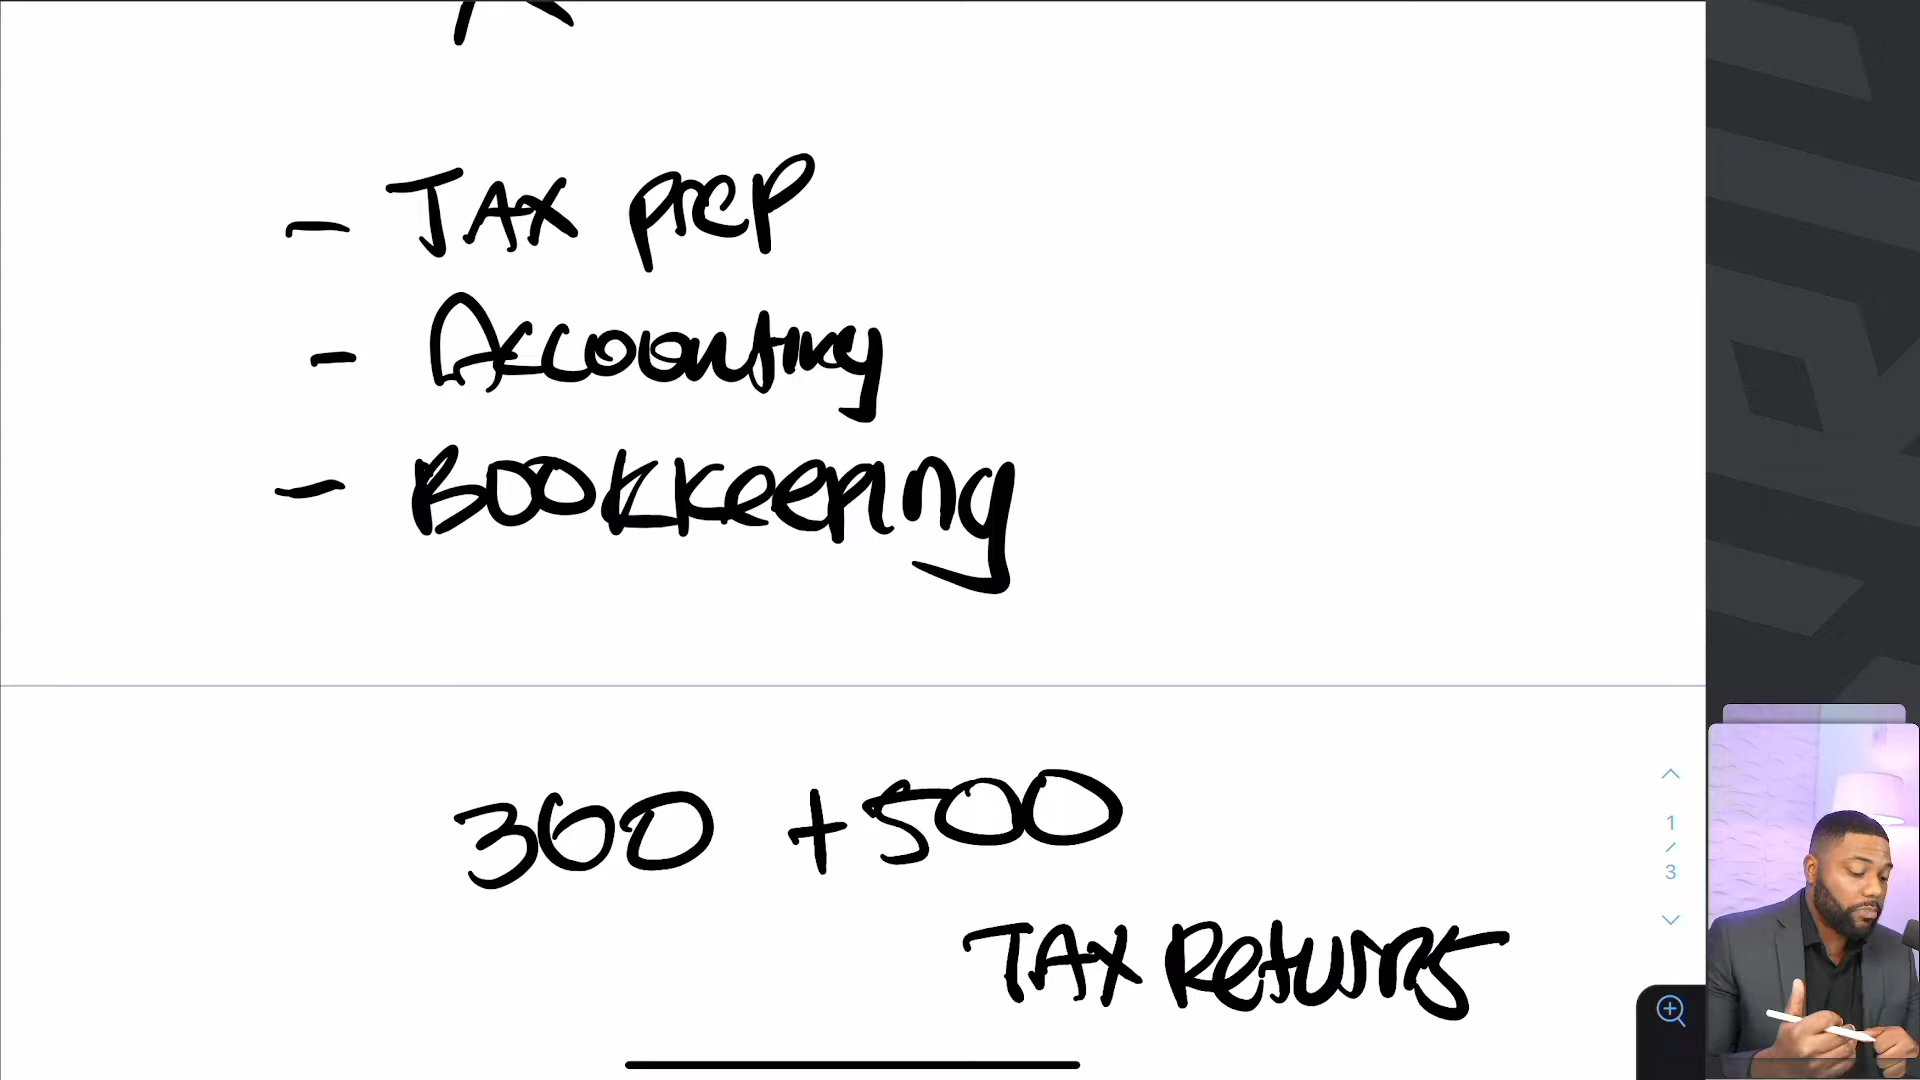 - TAX prep
- Accounting
- Bookkeeping
300 + 500
TAX Returns
1
/
3